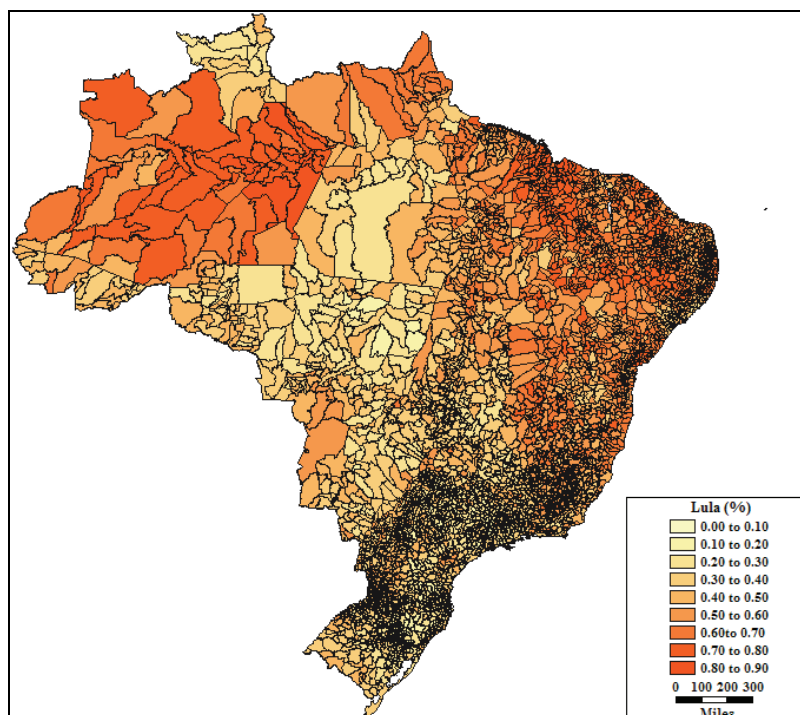 Lula (%)
0.00 to 0.10
0.10 to 0.20
0.20 to 0.30
0.30 to 0.40
0.40 to 0.50
0.50 to 0.60
0.60to 0.70
0.70 to 0.80
0.80 to 0.90
0 100 200 300
Miles